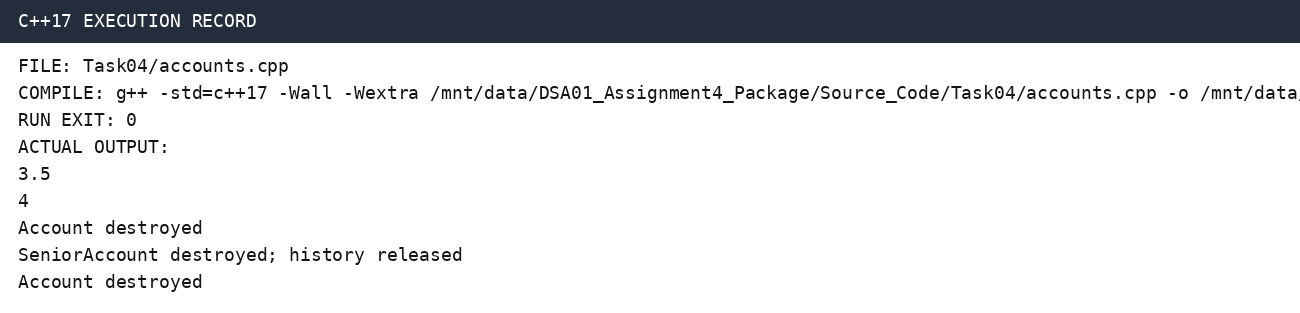 C++17 EXECUTION RECORD
FILE: Task04/accounts.cpp
COMPILE: g++ -std=c++17 -Wall -Wextra /mnt/data/DSA01_Assignment4_Package/Source_Code/Task04/accounts.cpp -o /mnt/data/
RUN EXIT: 0
ACTUAL OUTPUT:
3.5
4
Account destroyed
SeniorAccount destroyed; history released
Account destroyed